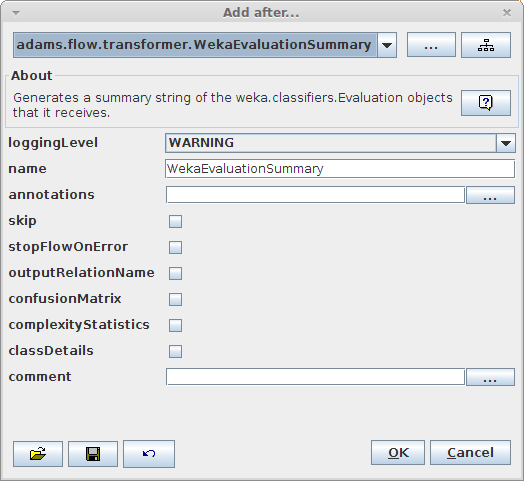 Add after...
adams.flow.transformer.WekaEvaluationSummary ...
About
Generates a summary string of the weka.classifiers.Evaluation objects
that it receives.
loggingLevel WARNING
name WekaEvaluationSummary
annotations ...
skip
stopFlowOnError
outputRelationName
confusionMatrix
complexityStatistics
classDetails
comment ...
OK Cancel